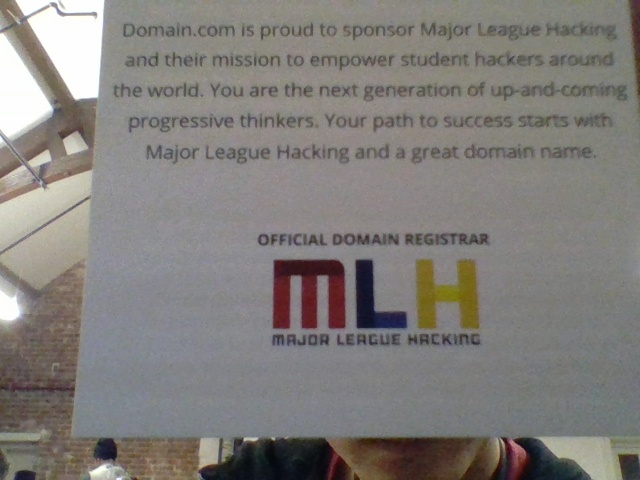 Domain.com is proud to sponsor Major League Hacking
and their mission to empower student hackers around
the world. You are the next generation of up-and-coming
progressive thinkers. Your path to success starts with
Major League Hacking and a great domain name.
OFFICIAL DOMAIN REGISTRAR
MLH
MAJOR LEAGUE HACKING